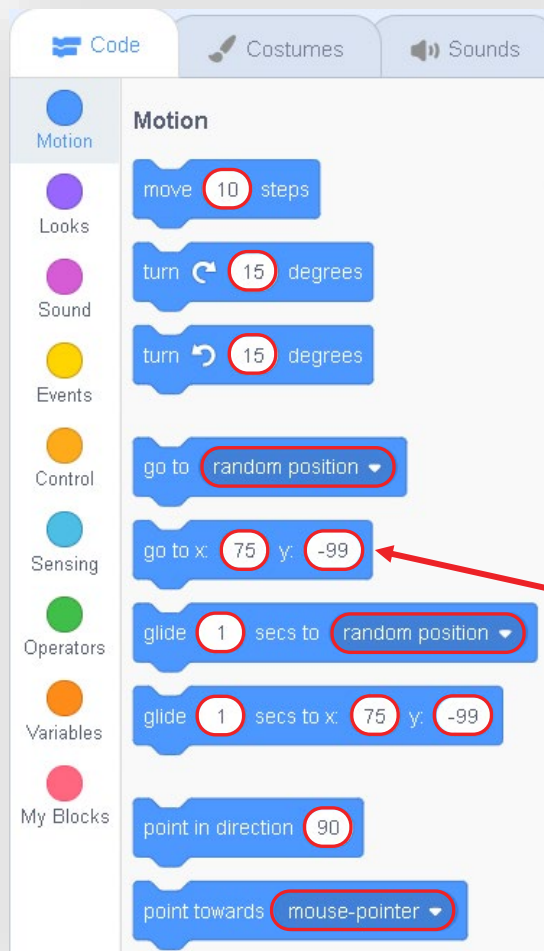 Code Costumes Sounds
Motion
Looks
Sound
Events
Control
Sensing
Operators
Variables
My Blocks
Motion
move 10 steps
turn 15 degrees
turn 15 degrees
go to random position
go to x: 75 y: -99
glide 1 secs to random position
glide 1 secs to x: 75 y: -99
point in direction 90
point towards mouse-pointer